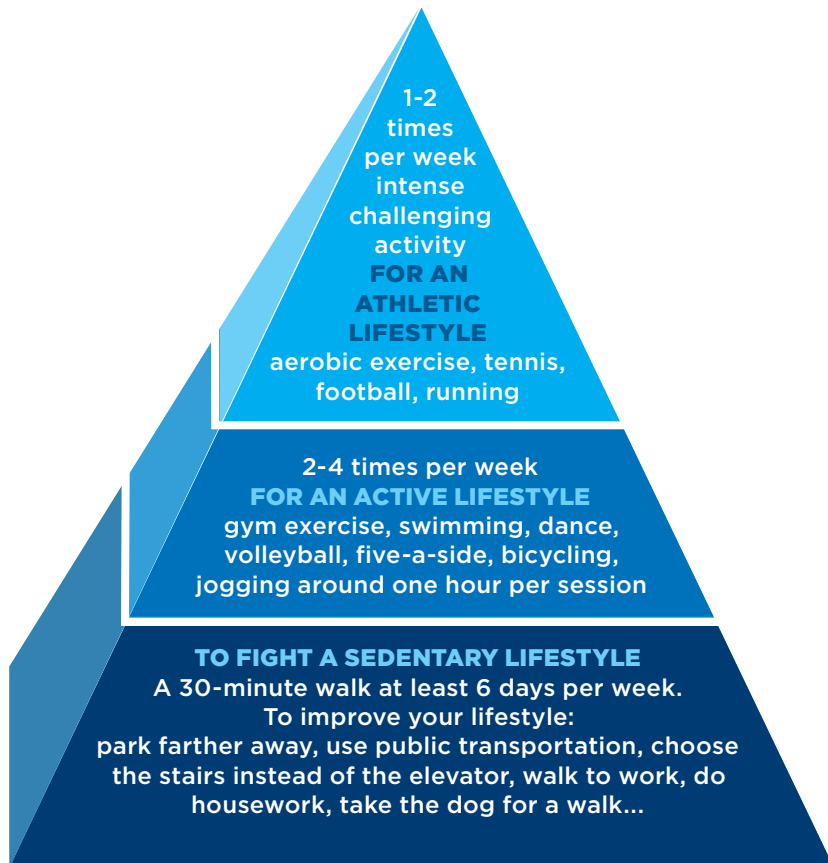 1-2
times
per week
intense
challenging
activity
FOR AN
ATHLETIC
LIFESTYLE
aerobic exercise, tennis,
football, running
2-4 times per week
FOR AN ACTIVE LIFESTYLE
gym exercise, swimming, dance,
volleyball, five-a-side, bicycling,
jogging around one hour per session
TO FIGHT A SEDENTARY LIFESTYLE
A 30-minute walk at least 6 days per week.
To improve your lifestyle:
park farther away, use public transportation, choose
the stairs instead of the elevator, walk to work, do
housework, take the dog for a walk...